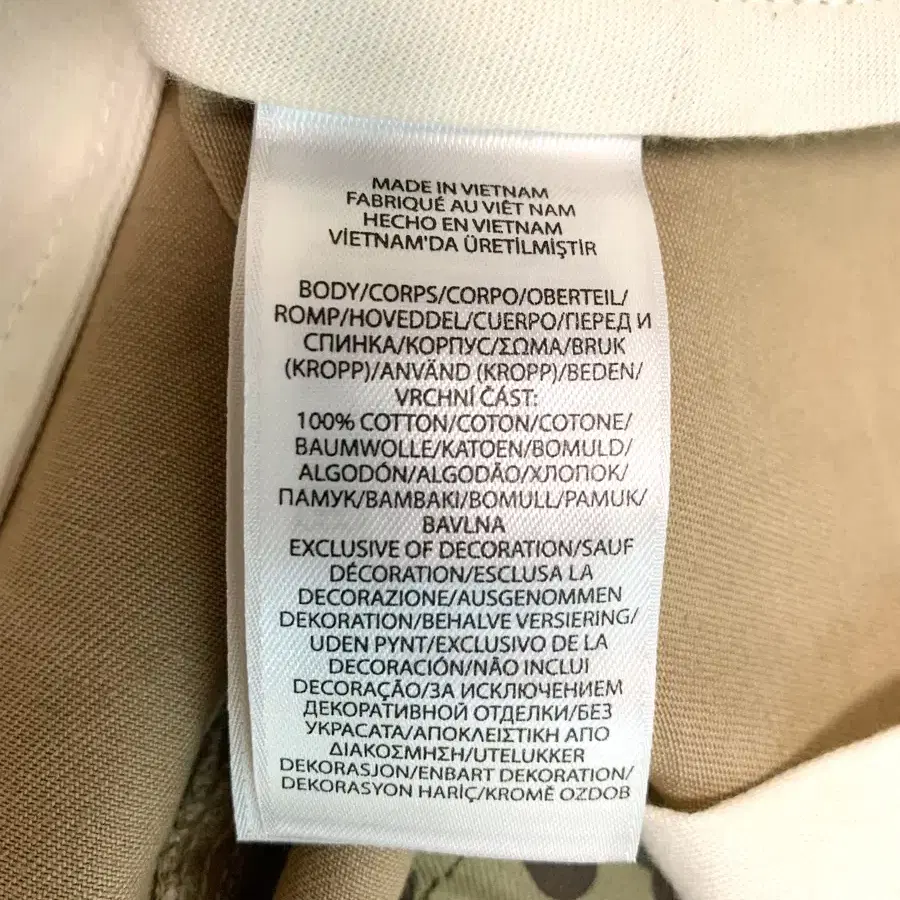 MADE IN VIETNAM
FABRIQUÉ AU VIÊT NAM
HECHO EN VIETNAM
VİETNAM'DA ÜRETİLMİŞTİR
BODY/CORPS/CORPO/OBERTEIL/
ROMP/HOVEDDEL/CUERPO/ПЕРЕД И
СПИНКА/КОРПУС/ΣΩΜΑ/BRUK
(KROPP)/ANVÄND (KROPP)/BEDEN/
VRCHNÍ ČÁST:
100% COTTON/COTON/COTONE/
BAUMWOLLE/KATOEN/BOMULD/
ALGODÓN/ALGODÃO/ХЛОПОК/
ПАМУК/ΒΑΜΒΑΚΙ/BOMULL/PAMUK/
BAVLNA
EXCLUSIVE OF DECORATION/SAUF
DÉCORATION/ESCLUSA LA
DECORAZIONE/AUSGENOMMEN
DEKORATION/BEHALVE VERSIERING/
UDEN PYNT/EXCLUSIVO DE LA
DECORACIÓN/NÃO INCLUI
DECORAÇÃO/ЗА ИСКЛЮЧЕНИЕМ
ДЕКОРАТИВНОЙ ОТДЕЛКИ/БЕЗ
УКРАСАТА/ΑΠΟΚΛΕΙΣΤΙΚΗ ΑΠΟ
ΔΙΑΚΟΣΜΗΣΗ/UTELUKKER
DEKORASJON/ENBART DEKORATION/
DEKORASYON HARİÇ/KROMĚ OZDOB